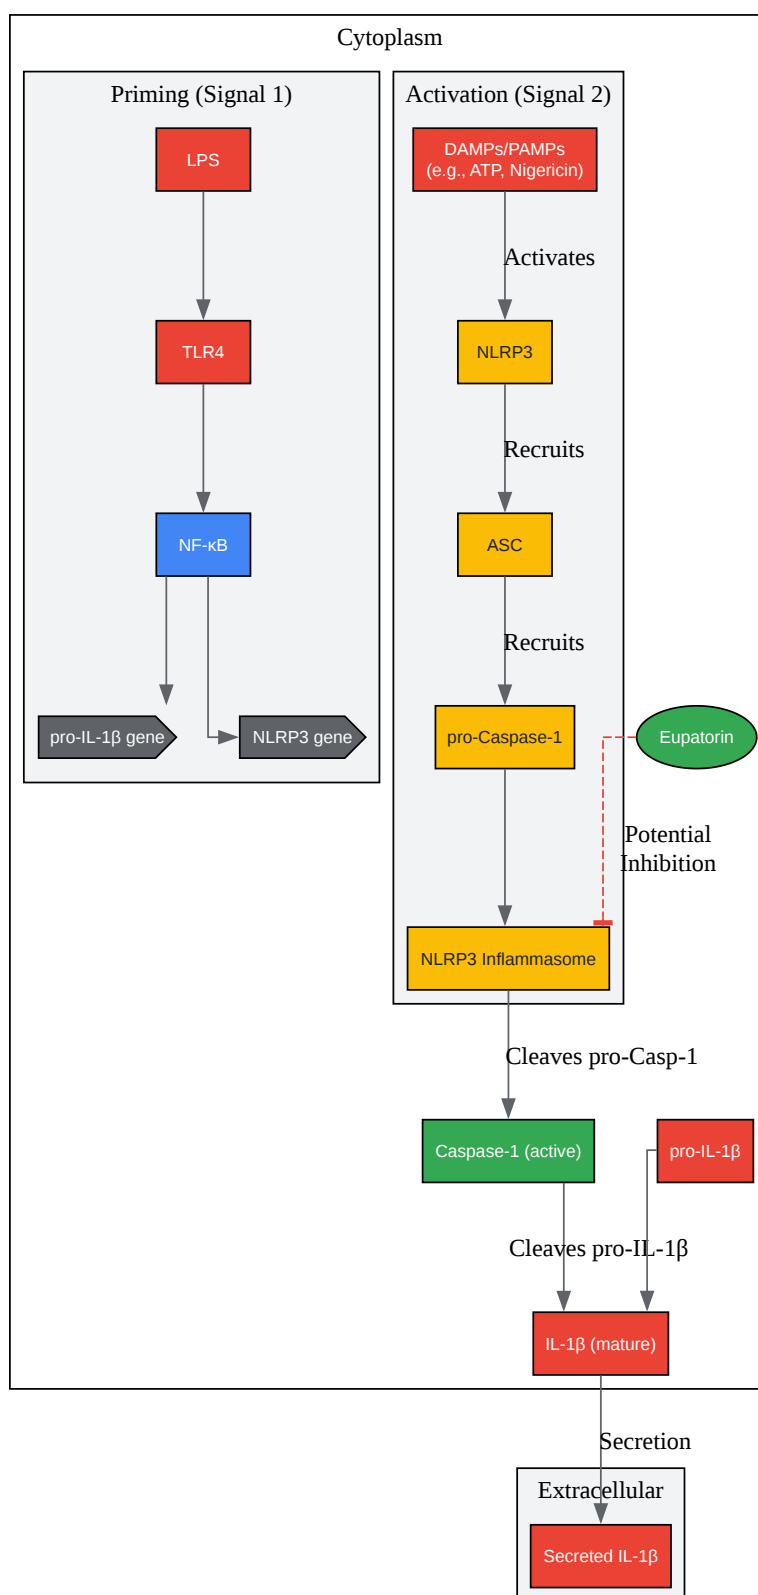 Cytoplasm
Priming (Signal 1)
LPS
TLR4
NF-κB
pro-IL-1β gene
NLRP3 gene
Activation (Signal 2)
DAMPs/PAMPs
(e.g., ATP, Nigericin)
Activates
NLRP3
Recruits
ASC
Recruits
pro-Caspase-1
Eupatorin
Potential
Inhibition
NLRP3 Inflammasome
Cleaves pro-Casp-1
Caspase-1 (active)
pro-IL-1β
Cleaves pro-IL-1β
IL-1β (mature)
Secretion
Extracellular
Secreted IL-1β